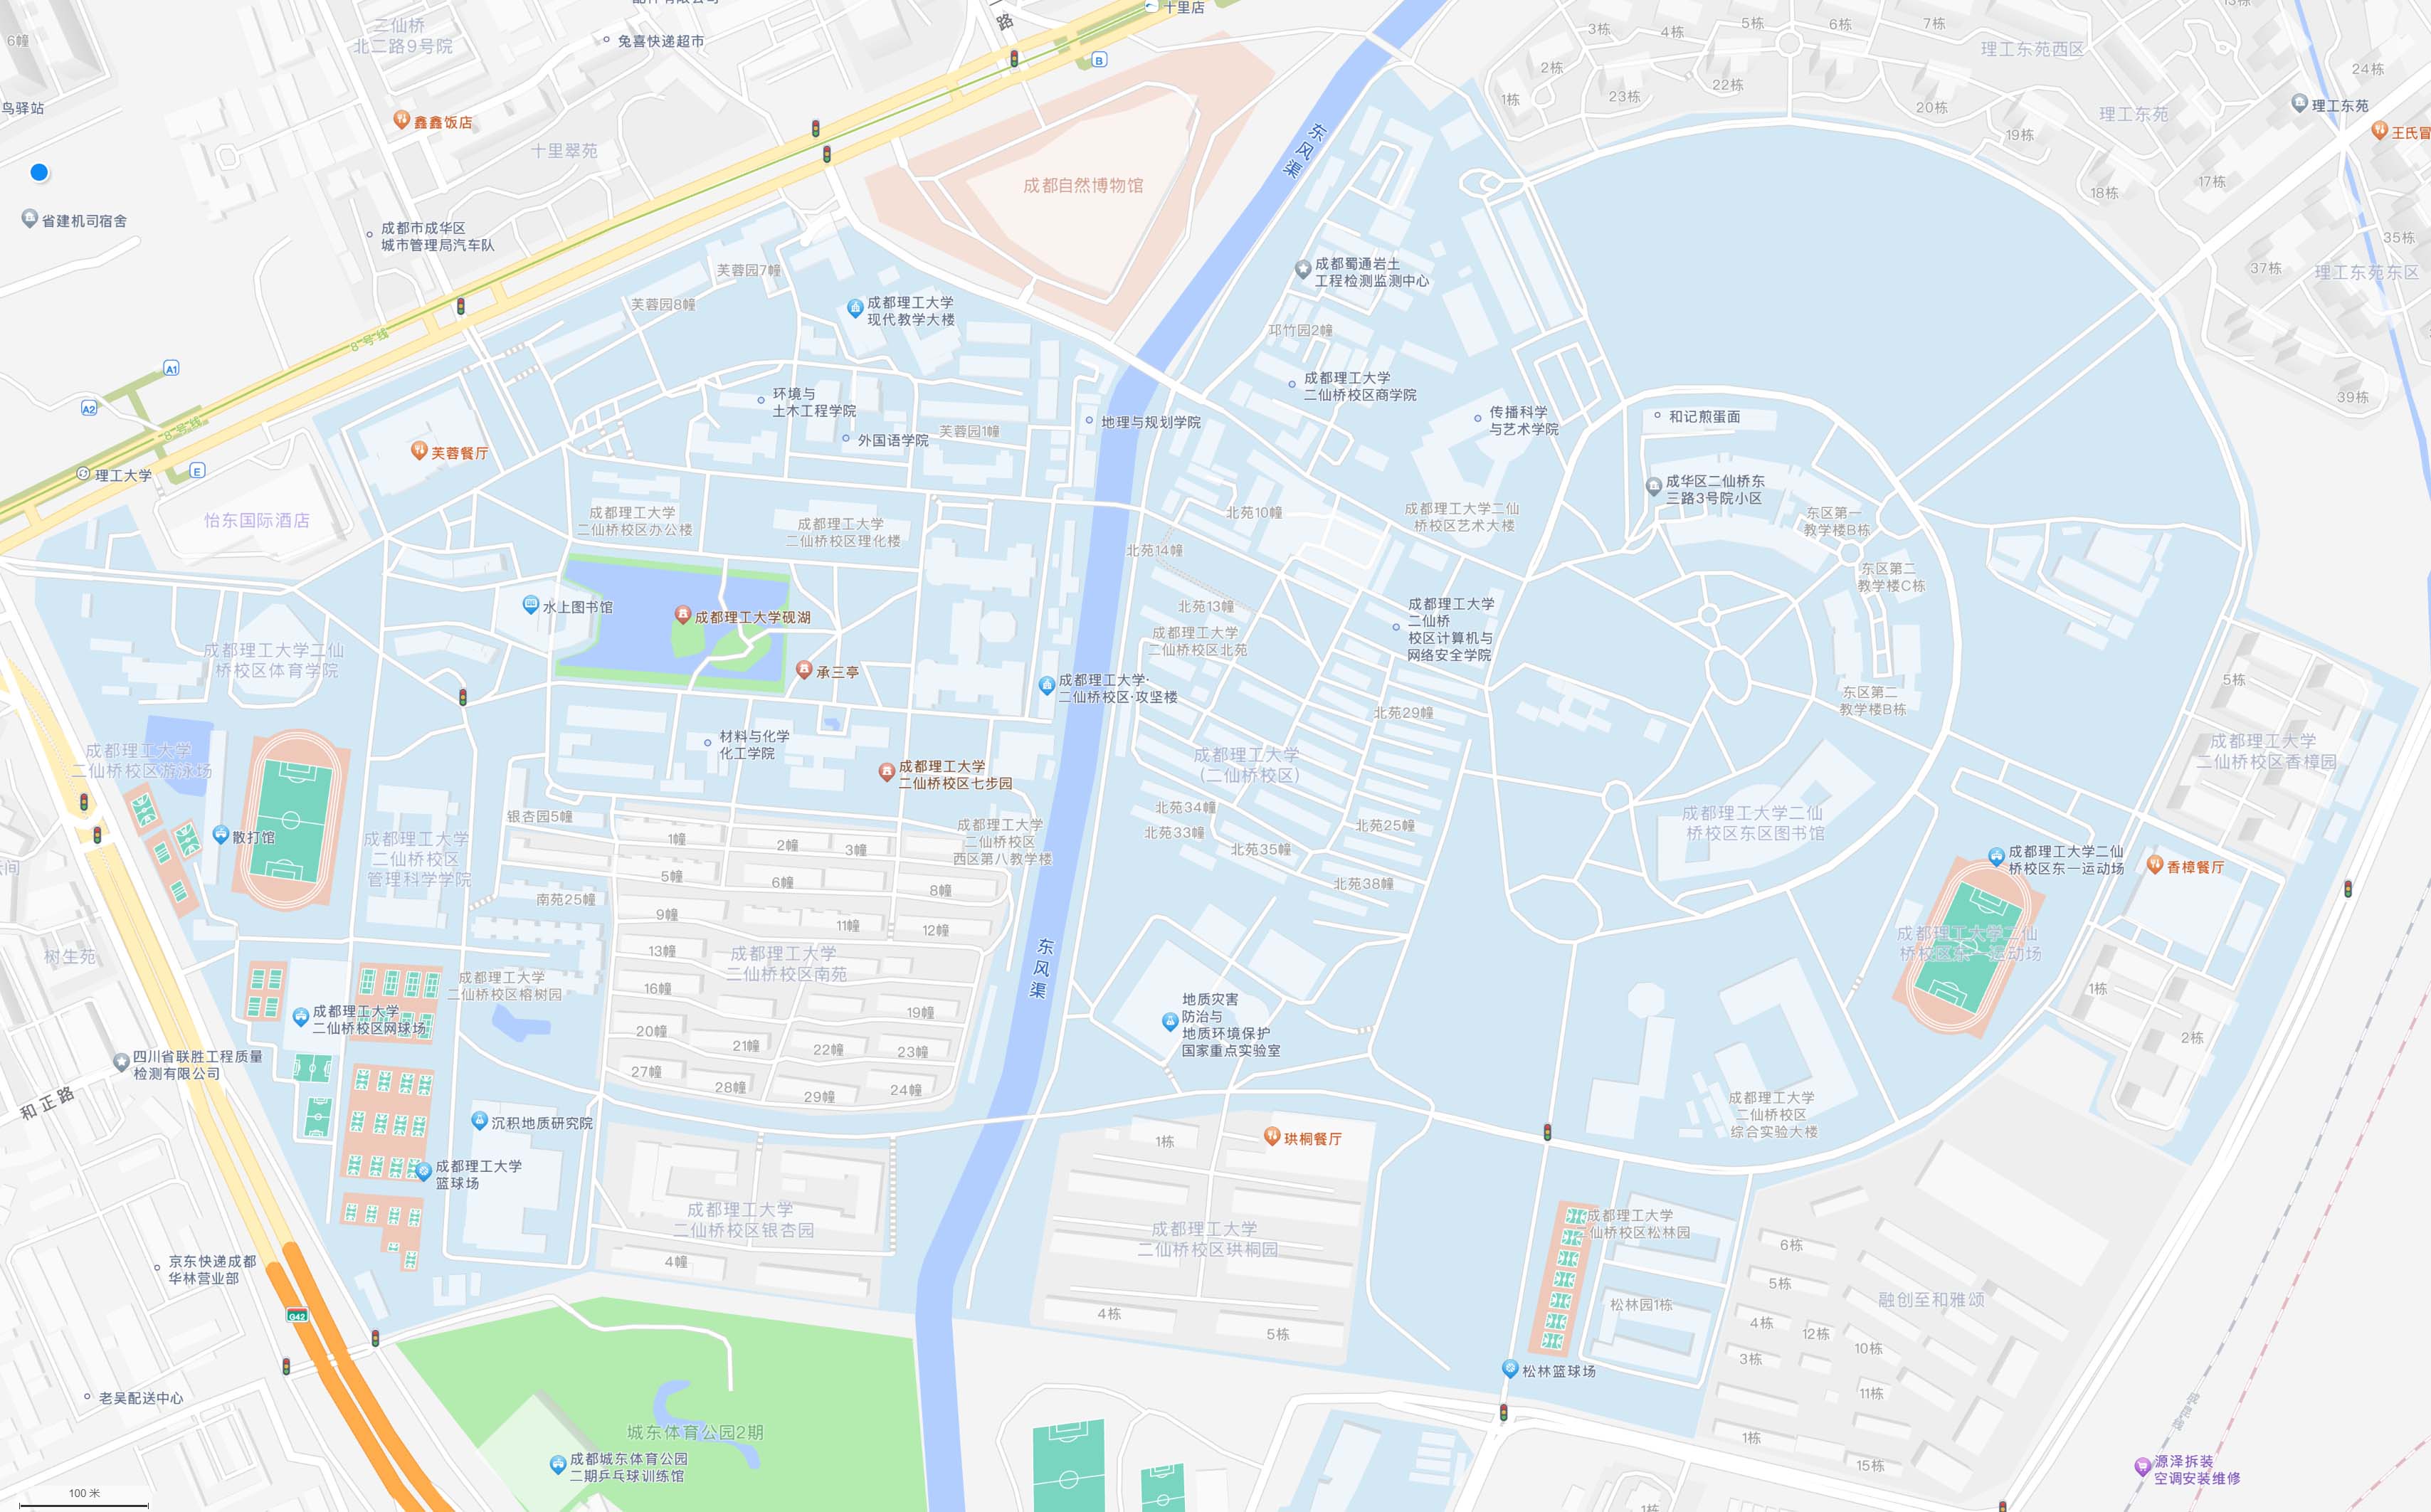 6幢
二仙桥
北二路9号院
兔喜快递超市
路
十里店
B
鸟驿站
鑫鑫饭店
十里翠苑
省建机司宿舍
成都市成华区
城市管理局汽车队
成都自然博物馆
东风渠
3栋
4栋
5栋
6栋
7栋
13栋
理工东苑西区
24栋
2栋
1栋
23栋
22栋
20栋
19栋
理工东苑
理工东苑
18栋
17栋
35栋
37栋
理工东苑东区
39栋
芙蓉园7幢
芙蓉园8幢
成都理工大学
现代教学大楼
成都蜀通岩土
工程检测监测中心
邛竹园2幢
成都理工大学
二仙桥校区商学院
8号线
A1
A2
8号线
E
理工大学
怡东国际酒店
芙蓉餐厅
环境与
土木工程学院
外国语学院
芙蓉园1幢
地理与规划学院
传播科学
与艺术学院
和记煎蛋面
成华区二仙桥东
三路3号院小区
成都理工大学
二仙桥校区办公楼
成都理工大学
二仙桥校区理化楼
北苑10幢
成都理工大学二仙
桥校区艺术大楼
东区第一
教学楼B栋
北苑14幢
东区第二
教学楼C栋
水上图书馆
成都理工大学砚湖
承三亭
北苑13幢
成都理工大学
二仙桥校区北苑
成都理工大学
二仙桥
校区计算机与
网络安全学院
成都理工大学二仙
桥校区体育学院
成都理工大学·
二仙桥校区·攻坚楼
北苑29幢
东区第二
教学楼B栋
5栋
成都理工大学
二仙桥校区游泳场
材料与化学
化工学院
成都理工大学
二仙桥校区七步园
成都理工大学
(二仙桥校区)
成都理工大学
二仙桥校区香樟园
散打馆
成都理工大学
二仙桥校区
管理科学学院
银杏园5幢
1幢
2幢
3幢
5幢
6幢
8幢
成都理工大学
二仙桥校区
西区第八教学楼
北苑34幢
北苑33幢
北苑25幢
北苑35幢
北苑38幢
成都理工大学二仙
桥校区东区图书馆
成都理工大学二仙
桥校区东一运动场
香樟餐厅
南苑25幢
9幢
11幢
12幢
13幢
成都理工大学
二仙桥校区南苑
树生苑
东风渠
成都理工大学二仙
桥校区东一运动场
成都理工大学
二仙桥校区榕树园
16幢
19幢
20幢
21幢
22幢
23幢
27幢
28幢
29幢
24幢
成都理工大学
二仙桥校区网球场
地质灾害
防治与
地质环境保护
国家重点实验室
1栋
2栋
四川省联胜工程质量
检测有限公司
和正路
沉积地质研究院
成都理工大学
篮球场
成都理工大学
二仙桥校区
综合实验大楼
1栋
珙桐餐厅
成都理工大学
二仙桥校区银杏园
4幢
成都理工大学
二仙桥校区珙桐园
4栋
5栋
成都理工大学
仙桥校区松林园
松林园1栋
松林篮球场
6栋
5栋
4栋
12栋
3栋
10栋
11栋
1栋
15栋
融创至和雅颂
京东快递成都
华林营业部
G42
老吴配送中心
城东体育公园2期
成都城东体育公园
二期乒乓球训练馆
源泽拆装
空调安装维修
100 米